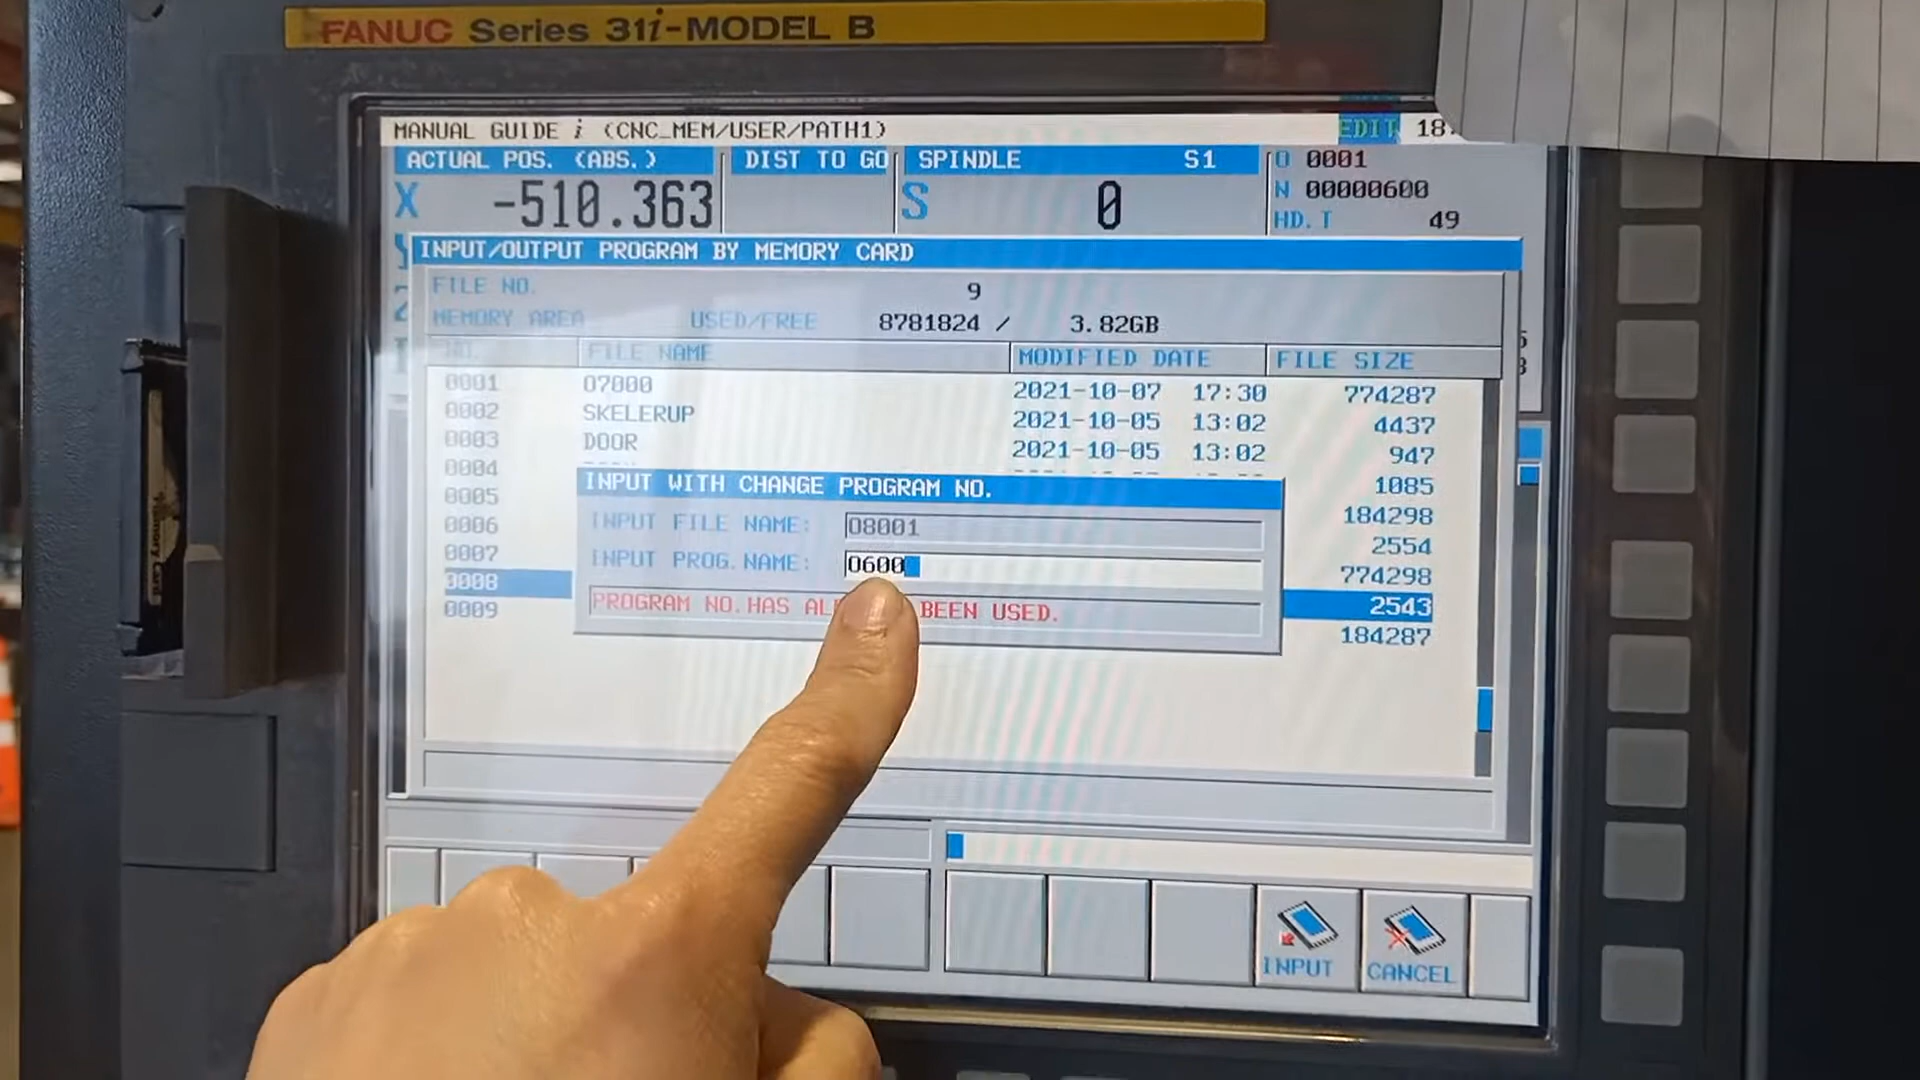 FANUC Series 31i-MODEL B
MANUAL GUIDE i (CNC_MEM/USER/PATH1)
EDIT 18:
ACTUAL POS. (ABS.) DIST TO GO SPINDLE S1 O 0001
X -510.363 S 0 N 00000600
HD.T 49
INPUT/OUTPUT PROGRAM BY MEMORY CARD
FILE NO. 9
MEMORY AREA USED/FREE 8781824 / 3.82GB
NO. FILE NAME MODIFIED DATE FILE SIZE
0001 O7000 2021-10-07 17:30 774287
0002 SKELERUP 2021-10-05 13:02 4437
0003 DOOR 2021-10-05 13:02 947
0004 1085
0005 184298
0006 2554
0007 774298
0008 2543
0009 184287
INPUT WITH CHANGE PROGRAM NO.
INPUT FILE NAME: O8001
INPUT PROG.NAME: O600
PROGRAM NO.HAS AL BEEN USED.
INPUT CANCEL
Memory Card